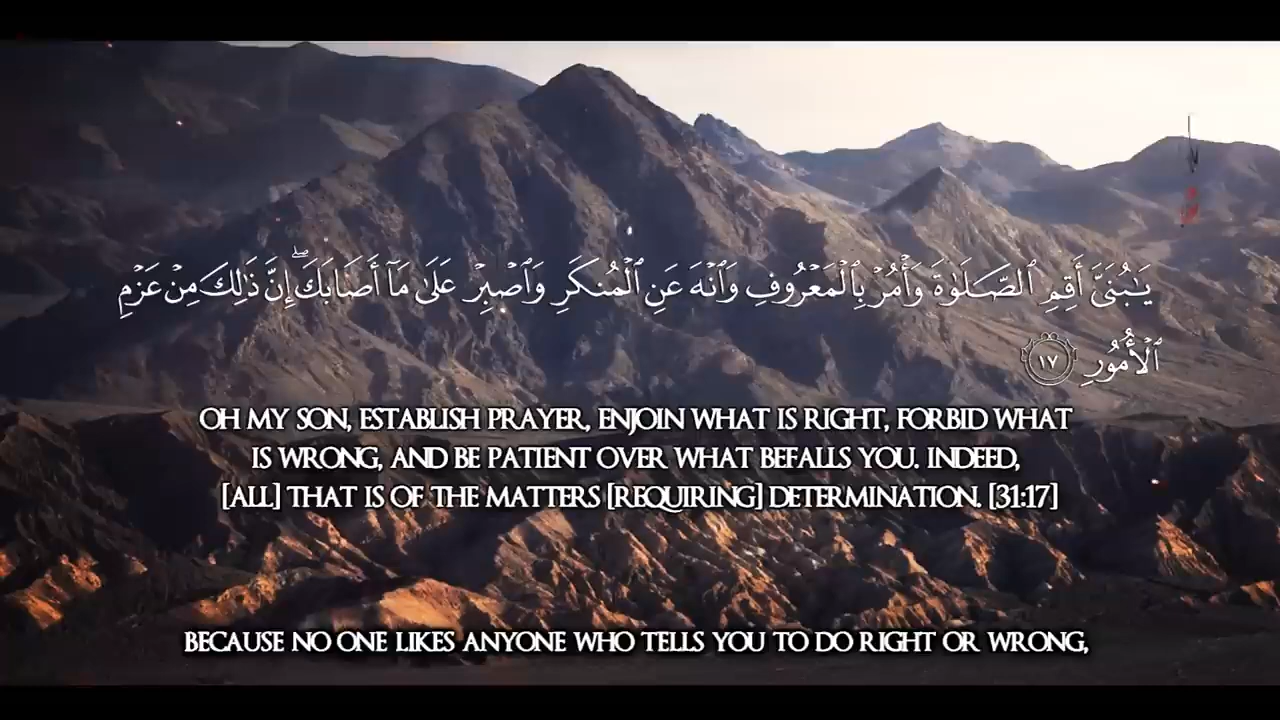 يَـٰبُنَىَّ أَقِمِ ٱلصَّلَوٰةَ وَأْمُرْ بِٱلْمَعْرُوفِ وَٱنْهَ عَنِ ٱلْمُنكَرِ وَٱصْبِرْ عَلَىٰ مَآ أَصَابَكَ ۖ إِنَّ ذَٰلِكَ مِنْ عَزْمِ
ٱلْأُمُورِ ١٧
OH MY SON, ESTABLISH PRAYER, ENJOIN WHAT IS RIGHT, FORBID WHAT
IS WRONG, AND BE PATIENT OVER WHAT BEFALLS YOU. INDEED,
[ALL] THAT IS OF THE MATTERS [REQUIRING] DETERMINATION. [31:17]
BECAUSE NO ONE LIKES ANYONE WHO TELLS YOU TO DO RIGHT OR WRONG,